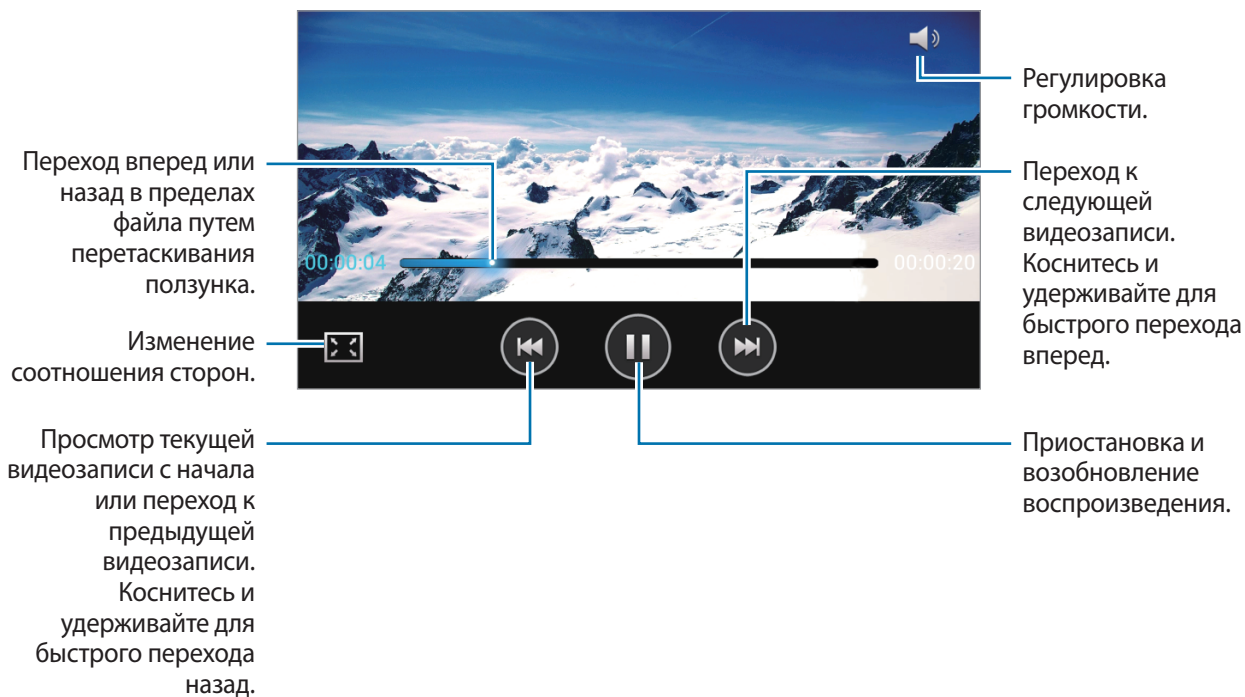 Регулировка
громкости.
Переход вперед или
назад в пределах
файла путем
перетаскивания
ползунка.
Переход к
следующей
видеозаписи.
Коснитесь и
удерживайте для
быстрого перехода
вперед.
00:00:04
00:00:20
Изменение
соотношения сторон.
Просмотр текущей
видеозаписи с начала
или переход к
предыдущей
видеозаписи.
Коснитесь и
удерживайте для
быстрого перехода
назад.
Приостановка и
возобновление
воспроизведения.